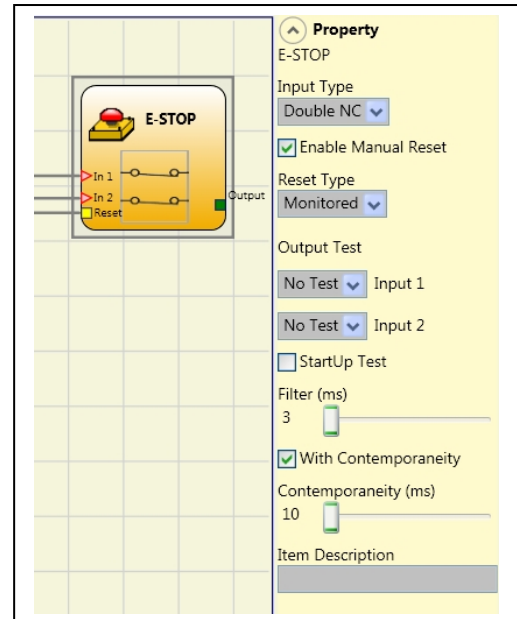 E-STOP
In 1
In 2
Reset
Output
Property
E-STOP
Input Type
Double NC
Enable Manual Reset
Reset Type
Monitored
Output Test
No Test Input 1
No Test Input 2
StartUp Test
Filter (ms)
3
With Contemporaneity
Contemporaneity (ms)
10
Item Description